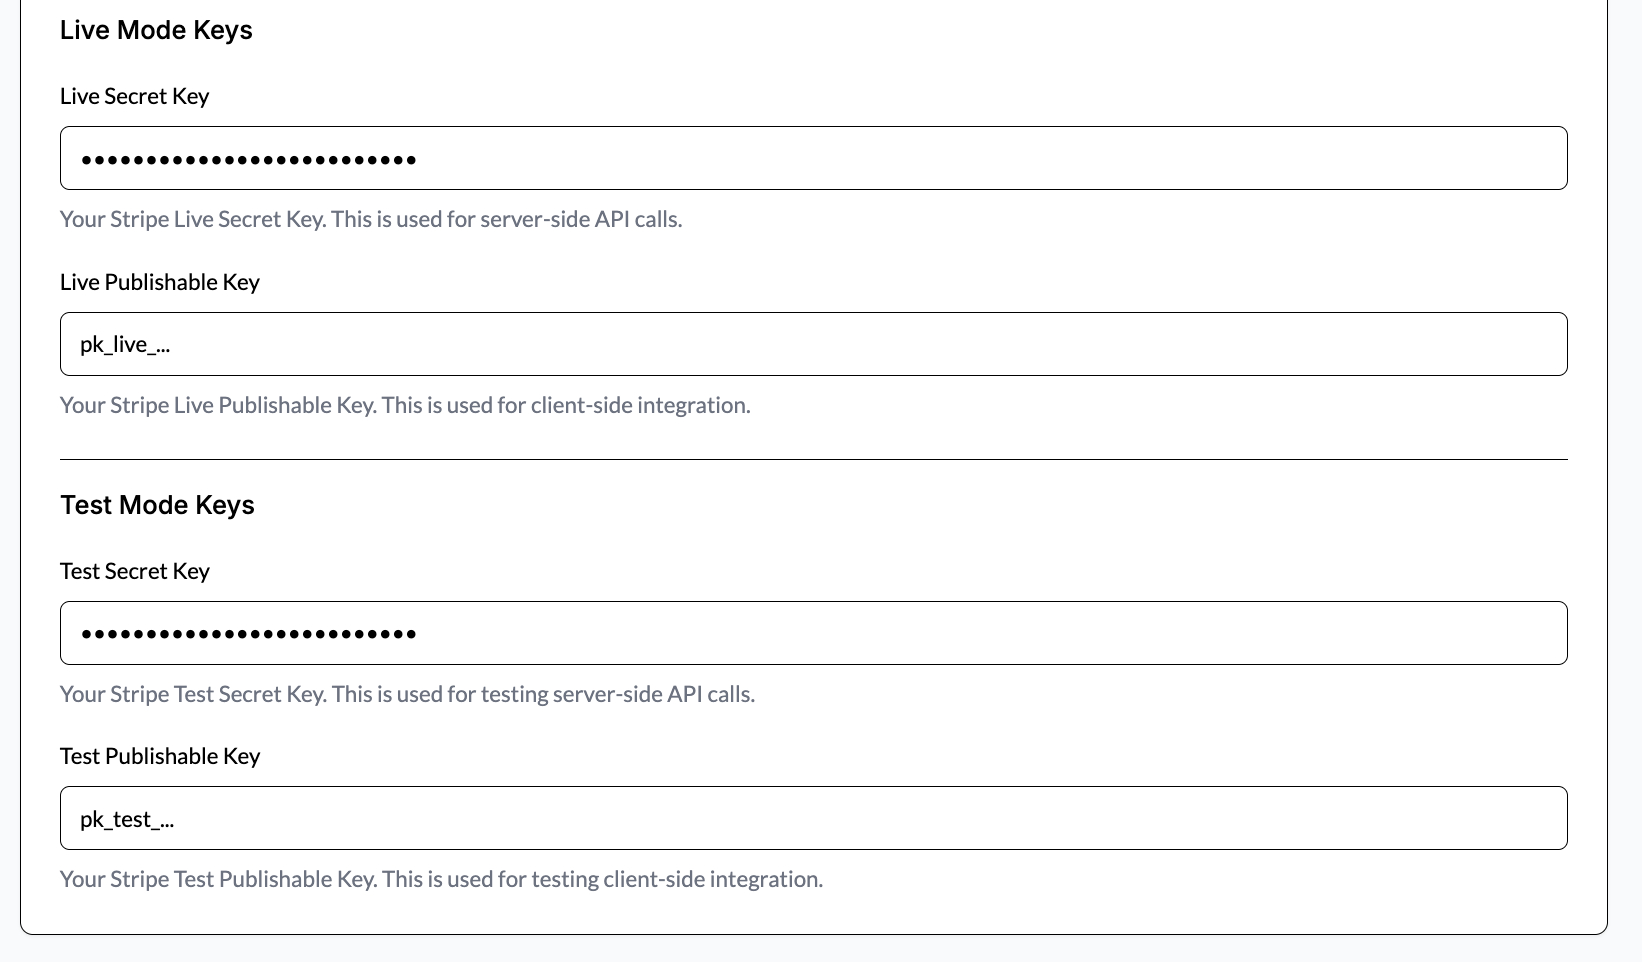 Live Mode Keys
Live Secret Key
••••••••••••••••••••••••••
Your Stripe Live Secret Key. This is used for server-side API calls.
Live Publishable Key
pk_live_...
Your Stripe Live Publishable Key. This is used for client-side integration.
Test Mode Keys
Test Secret Key
••••••••••••••••••••••••••
Your Stripe Test Secret Key. This is used for testing server-side API calls.
Test Publishable Key
pk_test_...
Your Stripe Test Publishable Key. This is used for testing client-side integration.